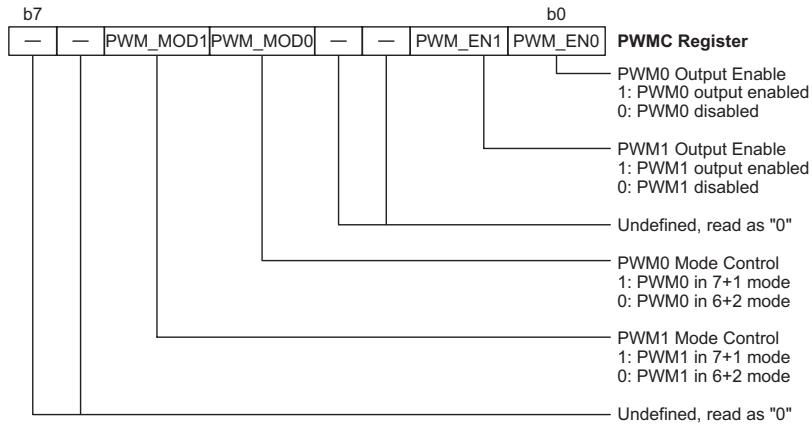 b7 b0
— — PWM_MOD1 PWM_MOD0 — — PWM_EN1 PWM_EN0 PWMC Register
PWM0 Output Enable
1: PWM0 output enabled
0: PWM0 disabled
PWM1 Output Enable
1: PWM1 output enabled
0: PWM1 disabled
Undefined, read as "0"
PWM0 Mode Control
1: PWM0 in 7+1 mode
0: PWM0 in 6+2 mode
PWM1 Mode Control
1: PWM1 in 7+1 mode
0: PWM1 in 6+2 mode
Undefined, read as "0"